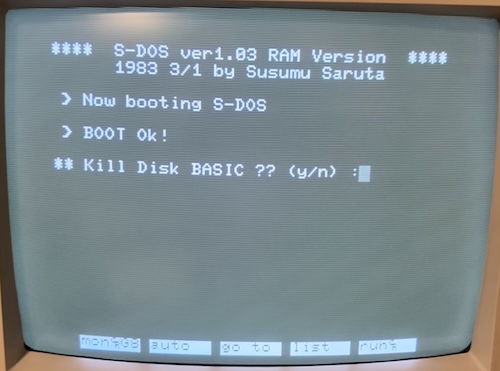 **** S-DOS ver1.03 RAM Version ****
1983 3/1 by Susumu Saruta
> Now booting S-DOS
> BOOT Ok!
** Kill Disk BASIC ?? (y/n) :
auto go to list run